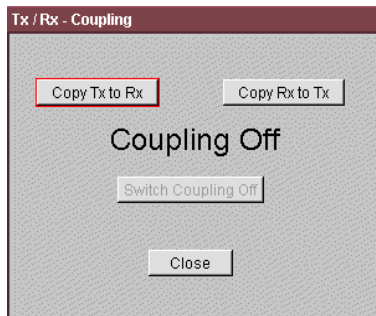 Tx / Rx - Coupling
Copy Tx to Rx
Copy Rx to Tx
Coupling Off
Switch Coupling Off
Close